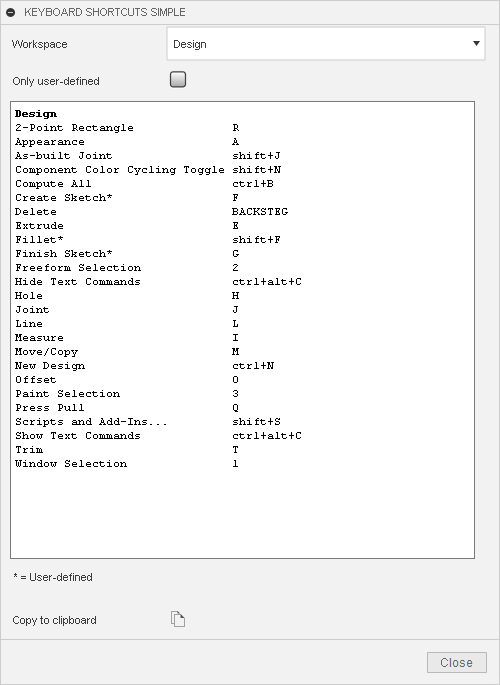 KEYBOARD SHORTCUTS SIMPLE
Workspace Design
Only user-defined
Design
2-Point Rectangle R
Appearance A
As-built Joint shift+J
Component Color Cycling Toggle shift+N
Compute All ctrl+B
Create Sketch* F
Delete BACKSTEG
Extrude E
Fillet* shift+F
Finish Sketch* G
Freeform Selection 2
Hide Text Commands ctrl+alt+C
Hole H
Joint J
Line L
Measure I
Move/Copy M
New Design ctrl+N
Offset O
Paint Selection 3
Press Pull Q
Scripts and Add-Ins... shift+S
Show Text Commands ctrl+alt+C
Trim T
Window Selection 1
* = User-defined
Copy to clipboard
Close